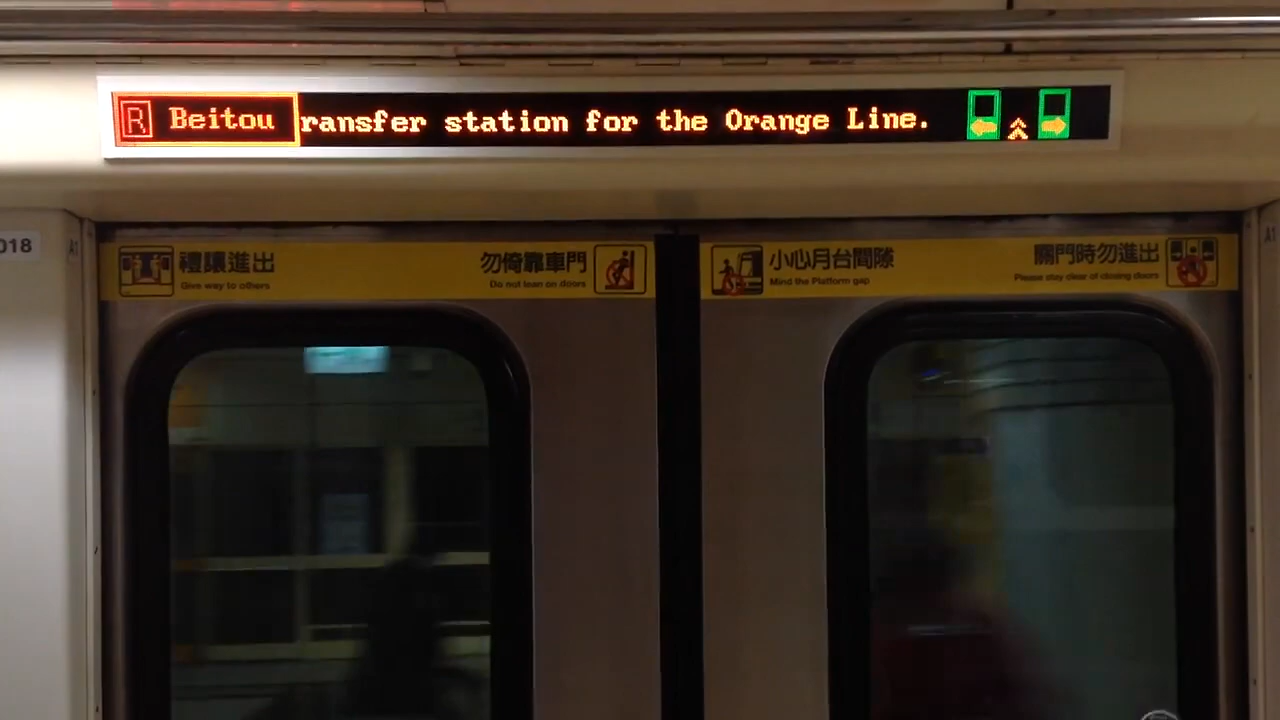 R Beitou ransfer station for the Orange Line.
018
A1
禮讓進出
Give way to others
勿倚靠車門
Do not lean on doors
小心月台間隙
Mind the Platform gap
關門時勿進出
Please stay clear of closing doors
A1